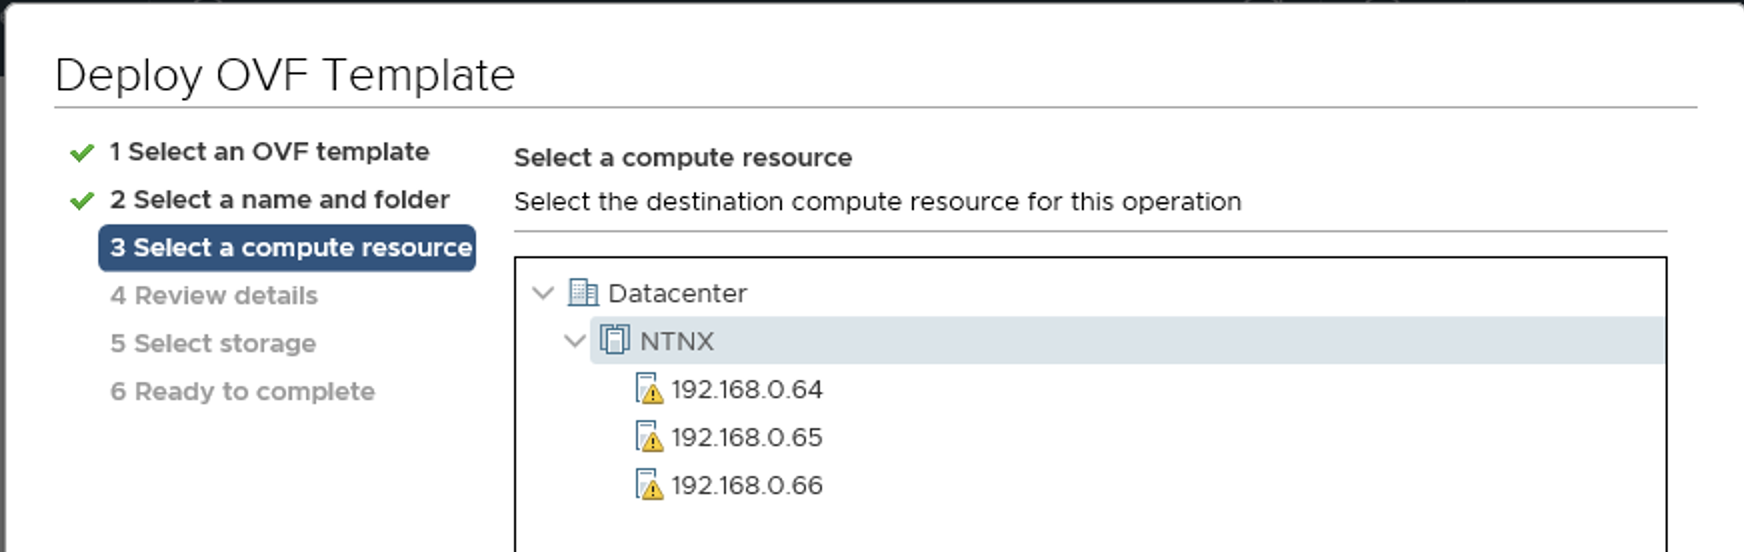 Deploy OVF Template
1 Select an OVF template
2 Select a name and folder
3 Select a compute resource
4 Review details
5 Select storage
6 Ready to complete
Select a compute resource
Select the destination compute resource for this operation
Datacenter
NTNX
192.168.0.64
192.168.0.65
192.168.0.66